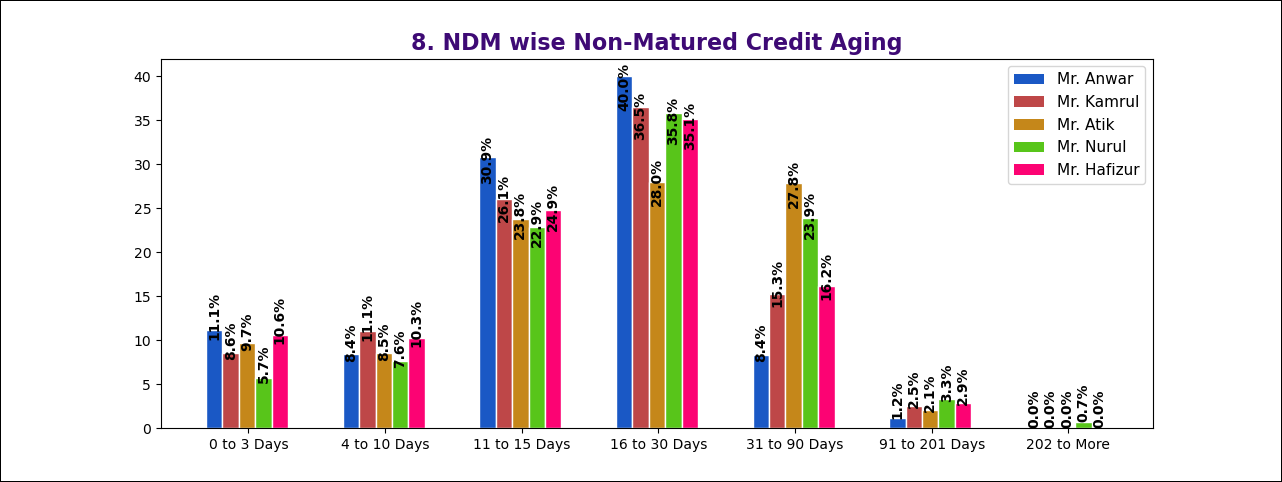 8. NDM wise Non-Matured Credit Aging
40
35
30
25
20
15
10
5
0
Mr. Anwar
Mr. Kamrul
Mr. Atik
Mr. Nurul
Mr. Hafizur
11.1% 8.6% 9.7% 5.7% 10.6%
8.4% 11.1% 8.5% 7.6% 10.3%
30.9% 26.1% 23.8% 22.9% 24.9%
40.0% 36.5% 28.0% 35.8% 35.1%
8.4% 15.3% 27.8% 23.9% 16.2%
1.2% 2.5% 2.1% 3.3% 2.9%
0.0% 0.0% 0.0% 0.7% 0.0%
0 to 3 Days 4 to 10 Days 11 to 15 Days 16 to 30 Days 31 to 90 Days 91 to 201 Days 202 to More